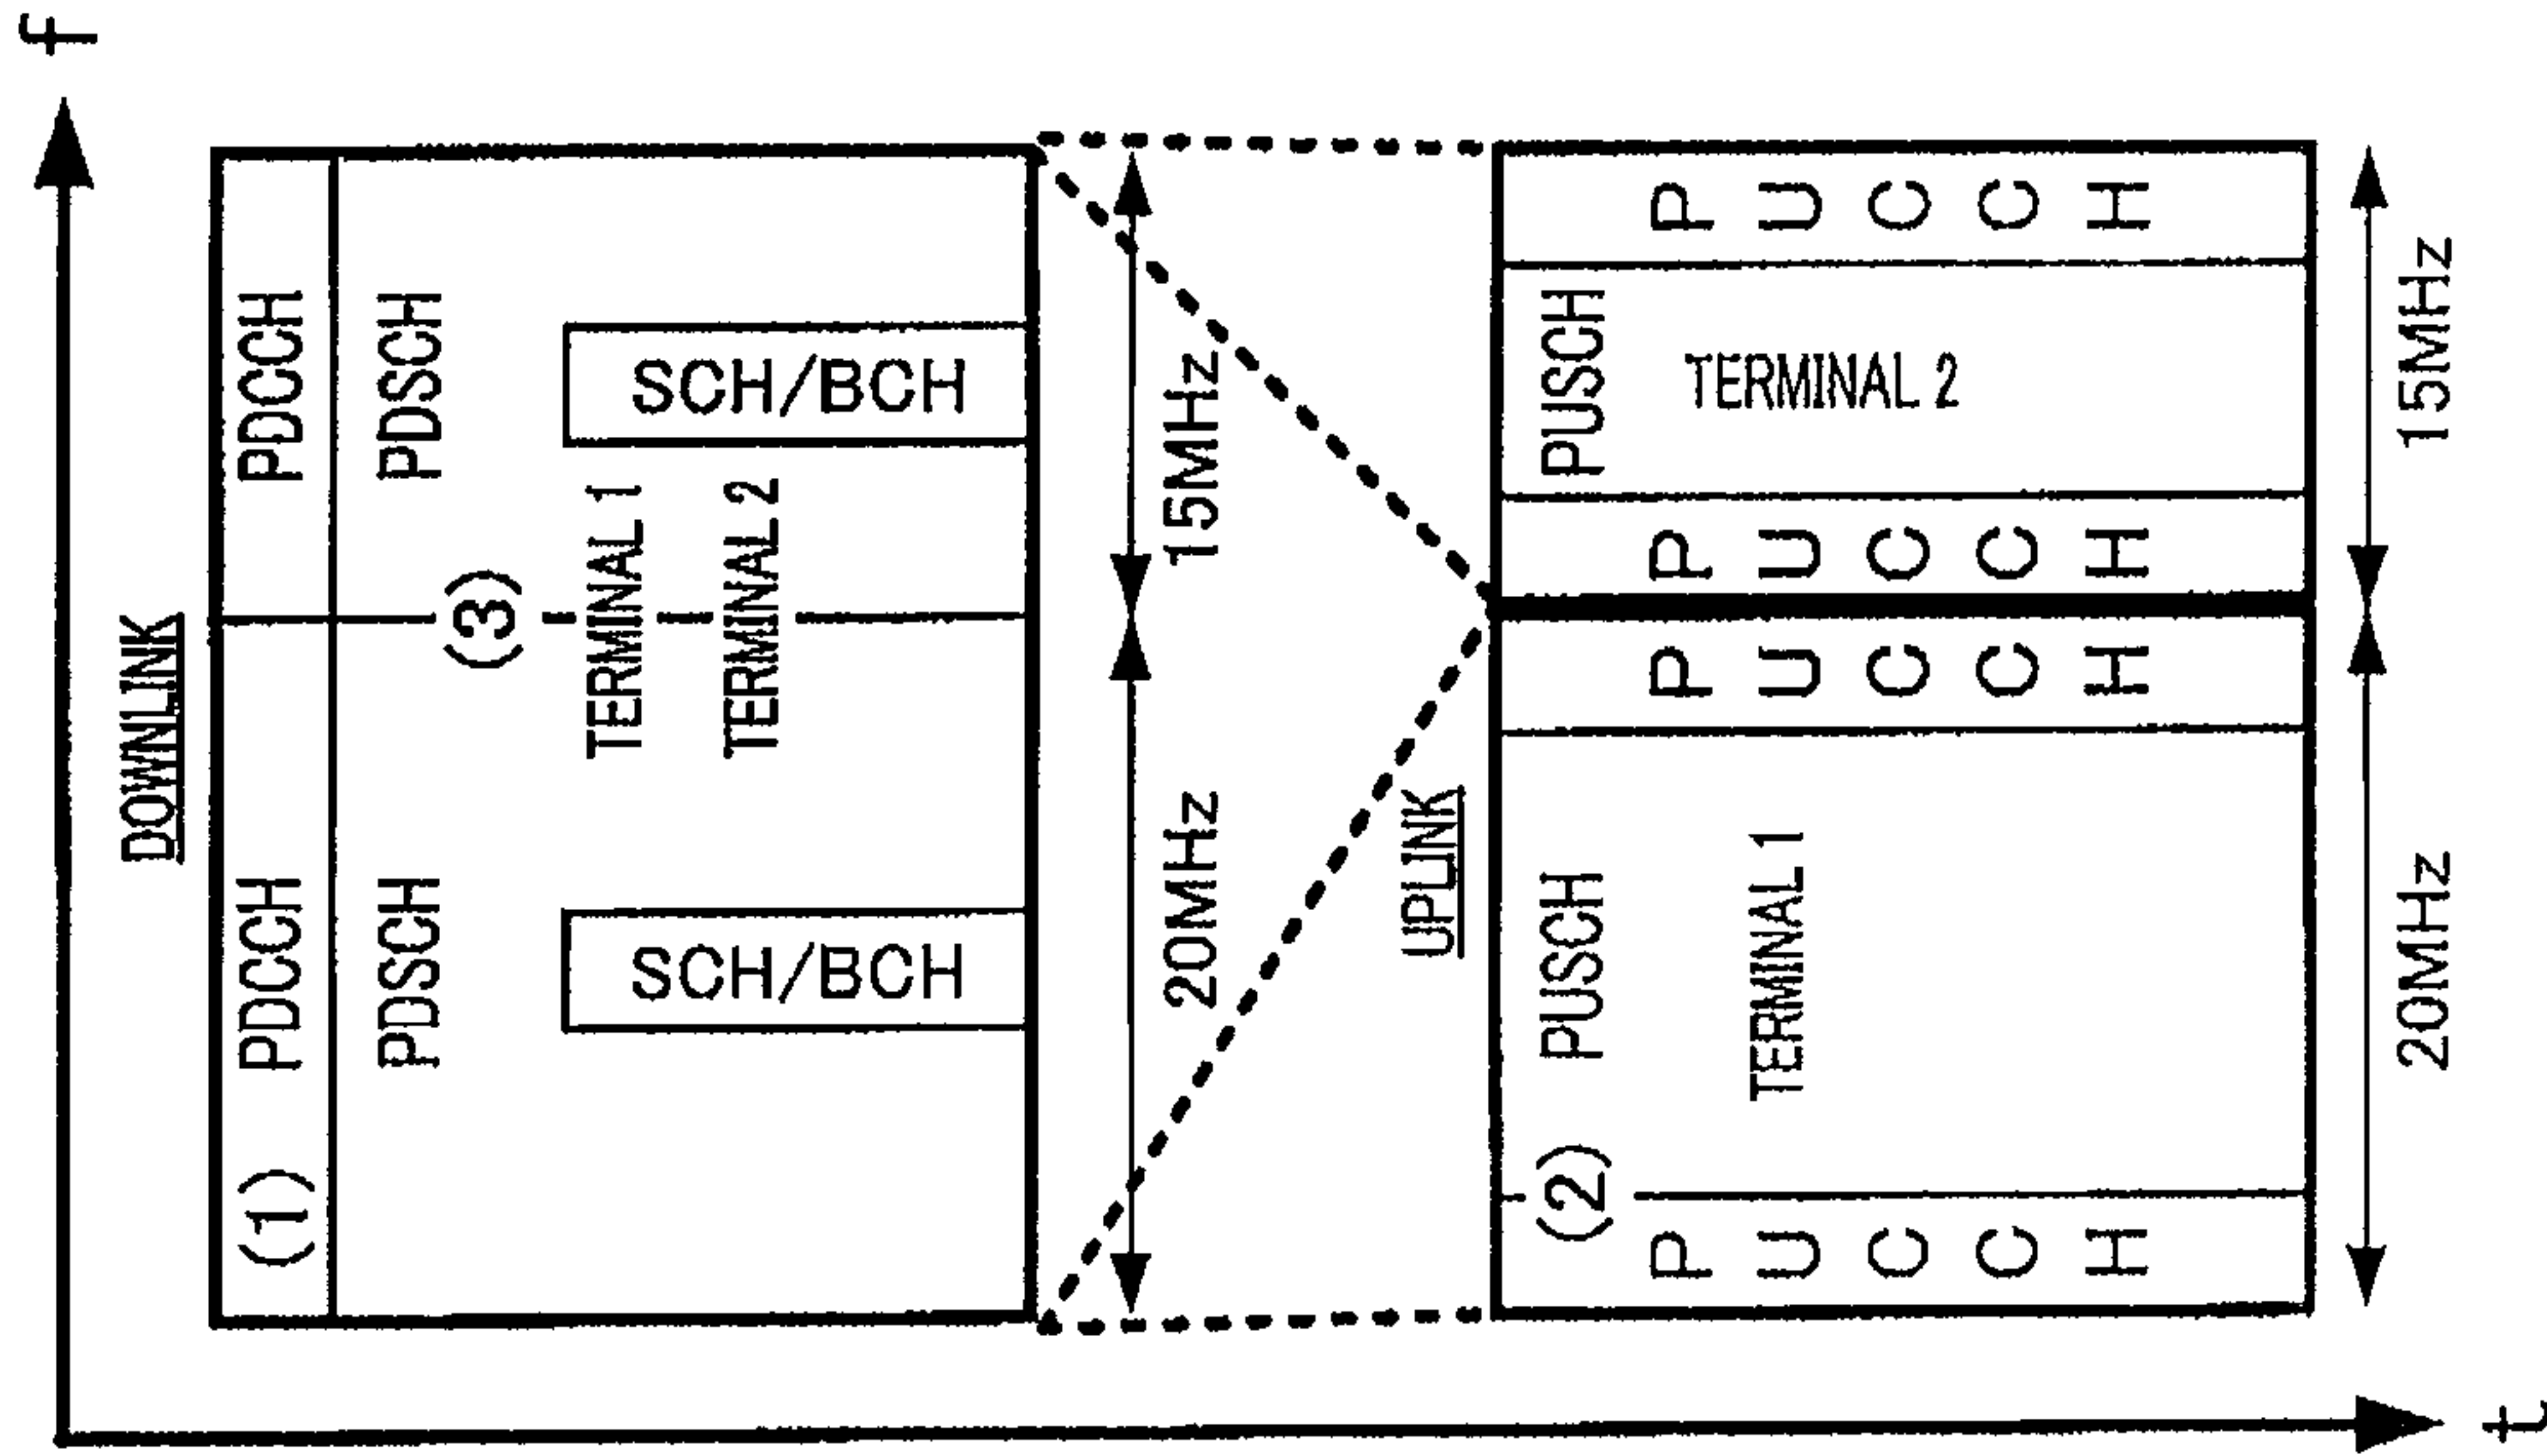 f
DOWNLINK
(1) PDCCH PDCCH
PDSCH PDSCH
(3)
TERMINAL 1
TERMINAL 2
SCH/BCH SCH/BCH
20MHz 15MHz
UPLINK
(2) PUSCH PUSCH
PUCCH TERMINAL 1 PUCCH PUCCH TERMINAL 2 PUCCH
20MHz 15MHz
t